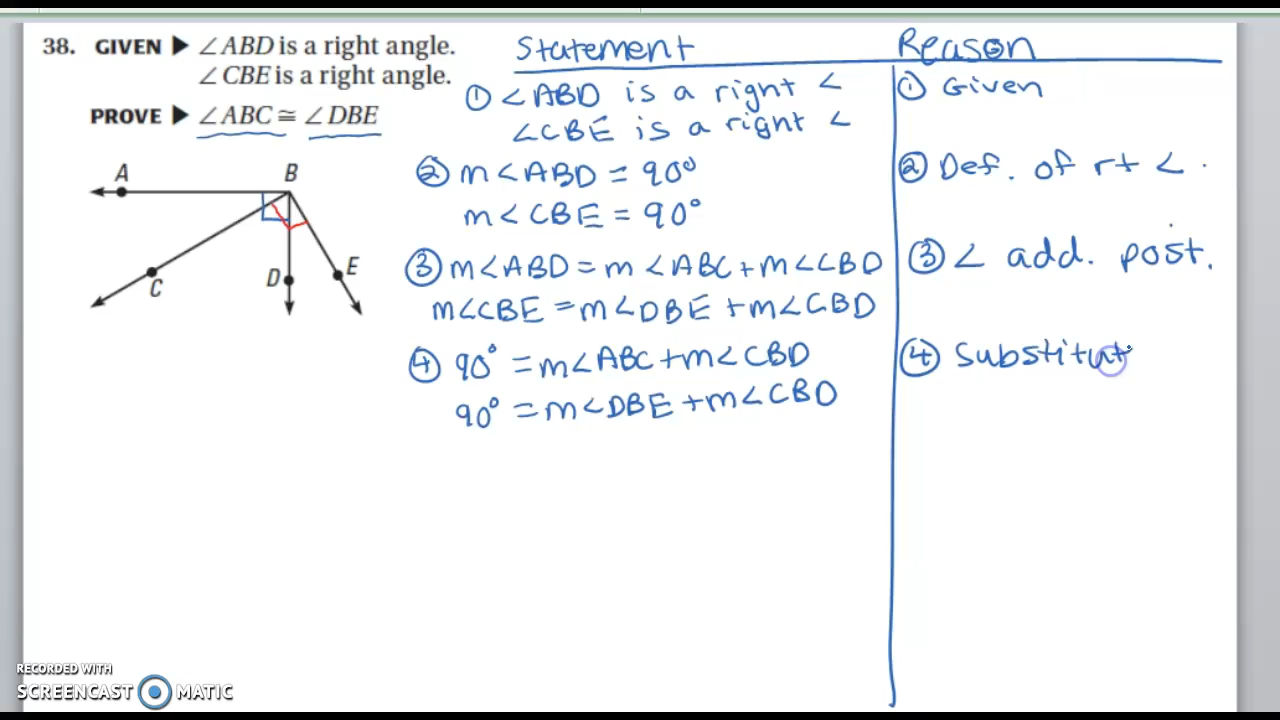 38. GIVEN ▶ ∠ABD is a right angle.
∠CBE is a right angle.
PROVE ▶ ∠ABC ≅ ∠DBE
A
B
C
D
E
Statement
Reason
① ∠ABD is a right ∠
∠CBE is a right ∠
① Given
② m∠ABD = 90°
m∠CBE = 90°
② Def. of rt ∠.
③ m∠ABD = m∠ABC + m∠CBD
m∠CBE = m∠DBE + m∠CBD
③ ∠ add. post.
④ 90° = m∠ABC + m∠CBD
90° = m∠DBE + m∠CBD
④ Substitut
RECORDED WITH
SCREENCAST MATIC